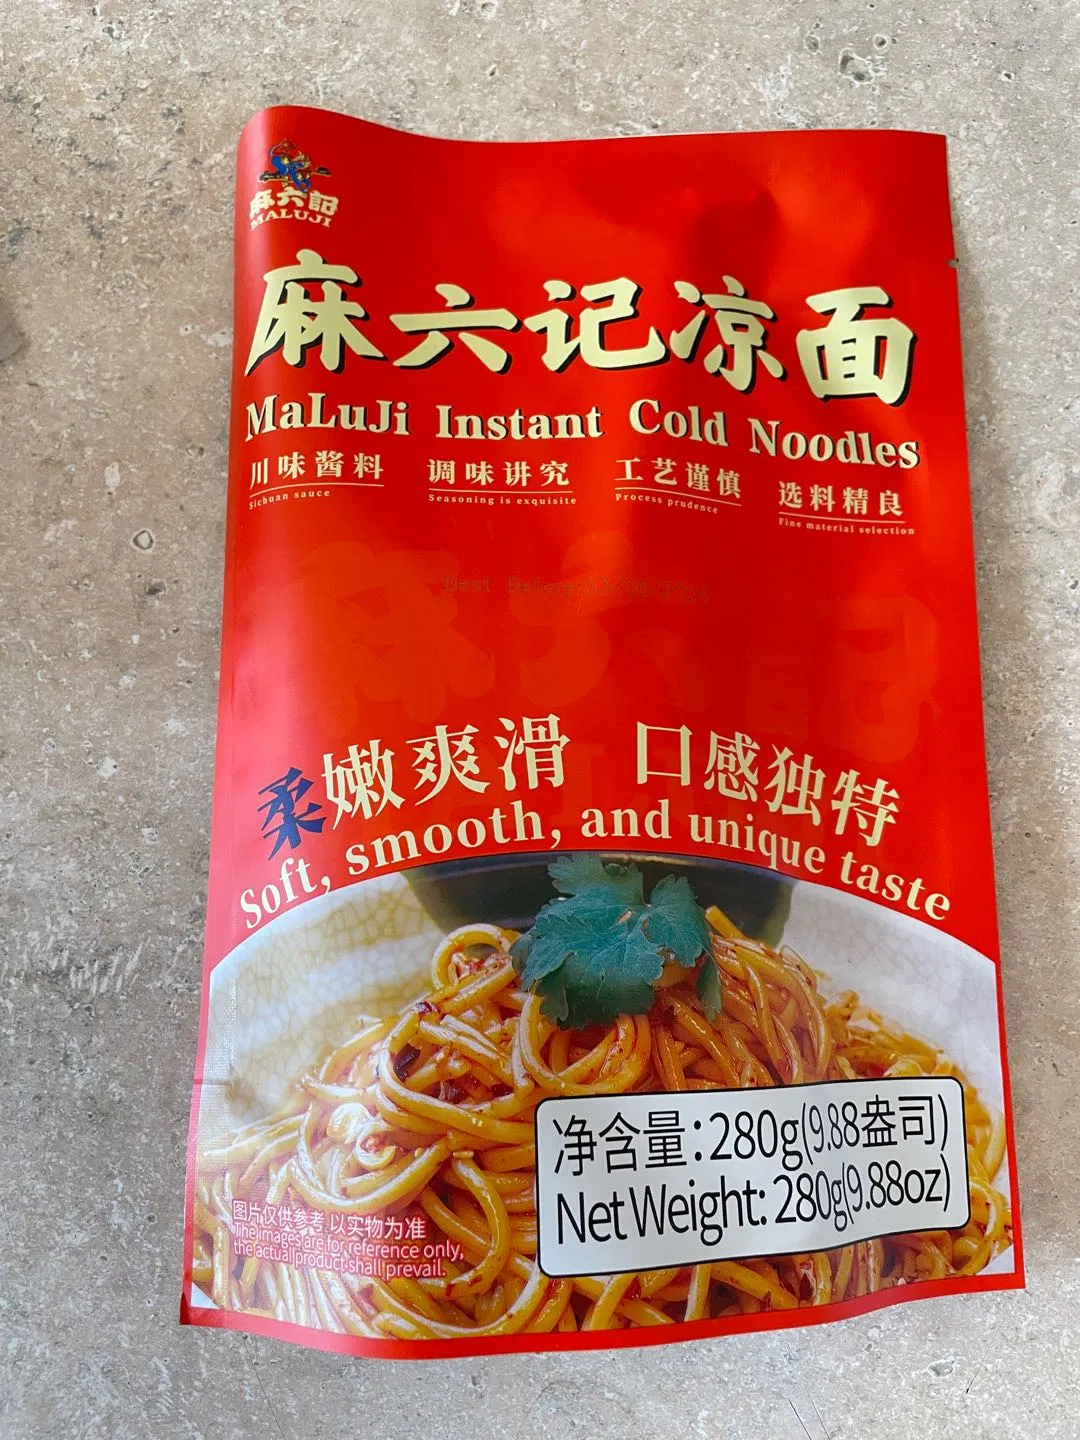 麻六記
MALUJI
麻六记凉面
MaLuJi Instant Cold Noodles
川味酱料 调味讲究 工艺谨慎 选料精良
Sichuan sauce Seasoning is exquisite Process prudence Fine material selection
Best Before:
柔嫩爽滑 口感独特
Soft, smooth, and unique taste
净含量:280g(9.88盎司)
Net Weight: 280g(9.88oz)
图片仅供参考,以实物为准
The images are for reference only,
the actual product shall prevail.